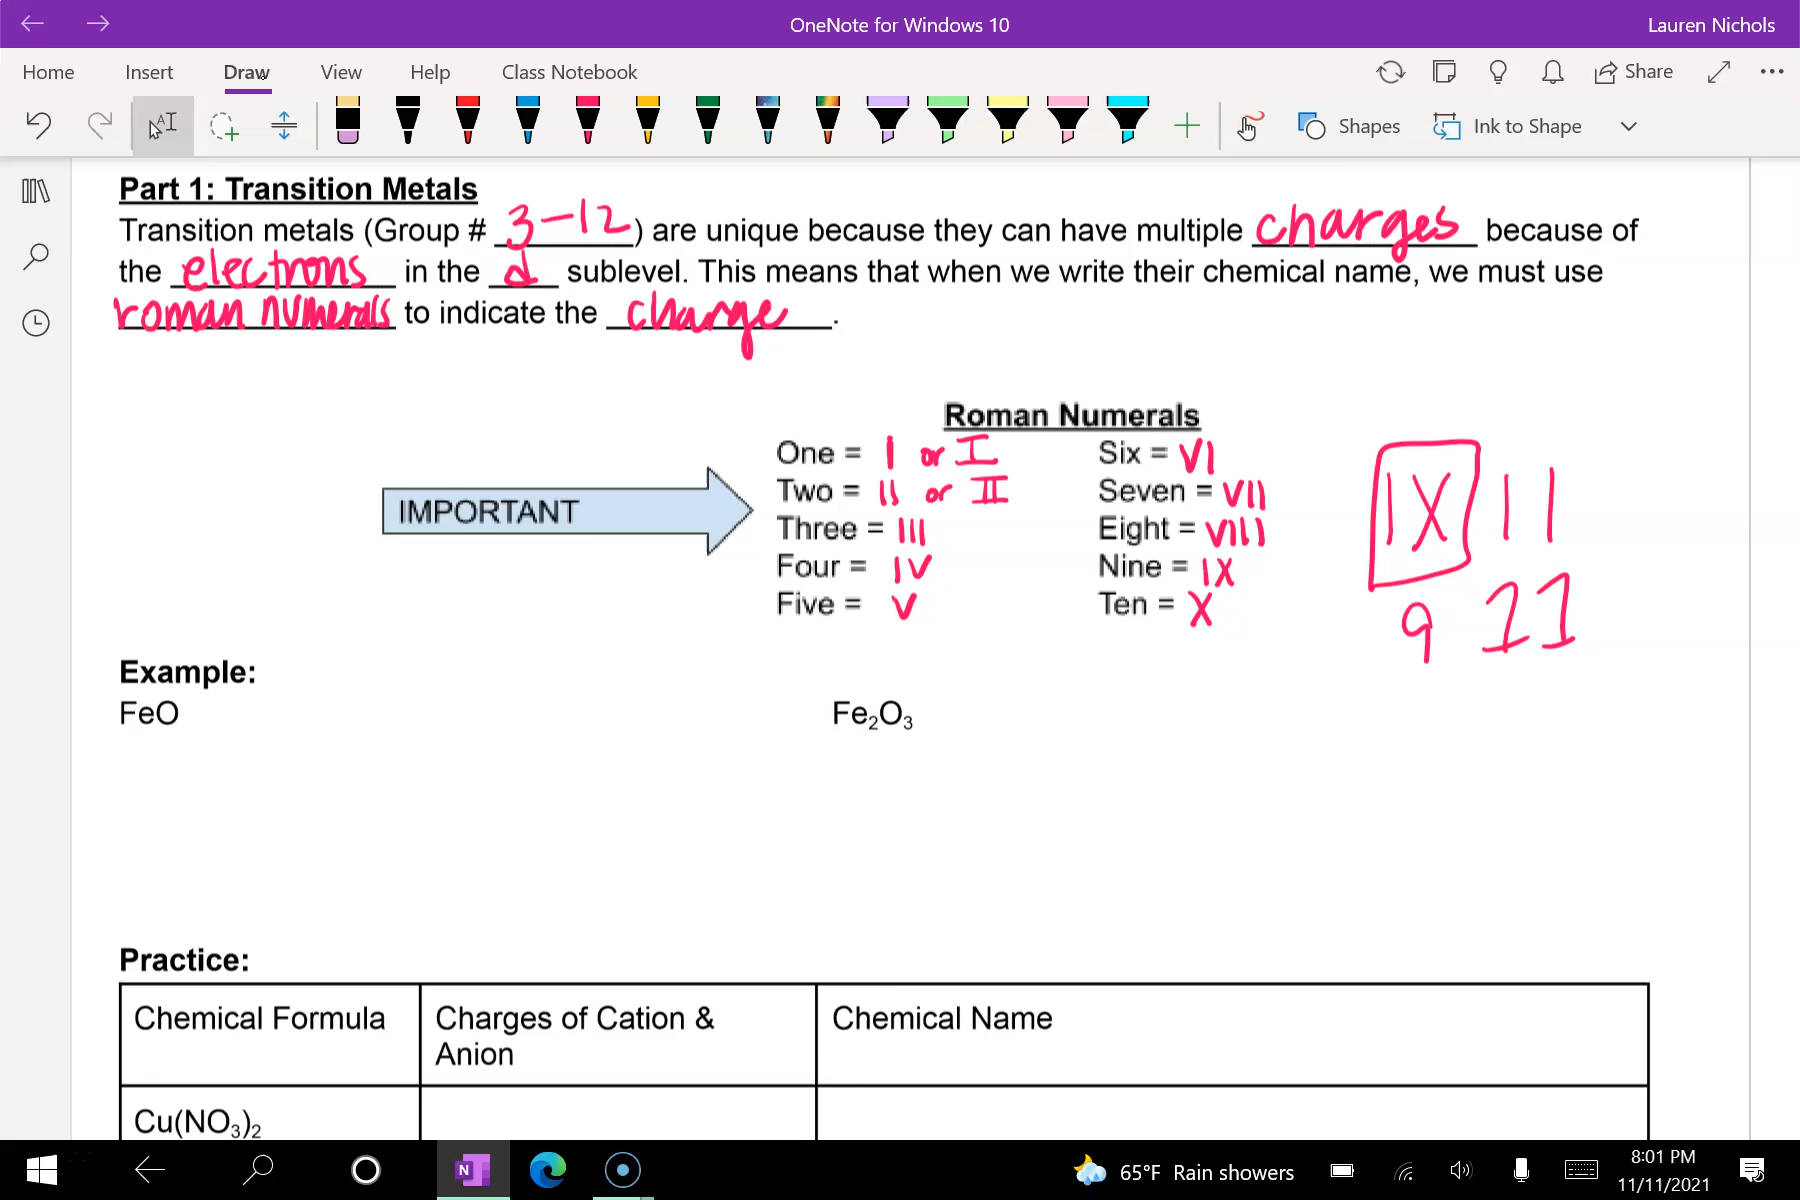 OneNote for Windows 10
Lauren Nichols
Home Insert Draw View Help Class Notebook Share
Shapes Ink to Shape
Part 1: Transition Metals
Transition metals (Group # 3-12) are unique because they can have multiple charges because of
the electrons in the d sublevel. This means that when we write their chemical name, we must use
roman numerals to indicate the charge.
Roman Numerals
IMPORTANT
One = I or I
Two = II or II
Three = III
Four = IV
Five = V
Six = VI
Seven = VII
Eight = VIII
Nine = IX
Ten = X
IX II
9 11
Example:
FeO Fe₂O₃
Practice:
Chemical Formula
Charges of Cation &
Anion
Chemical Name
Cu(NO₃)₂
65°F Rain showers
8:01 PM
11/11/2021